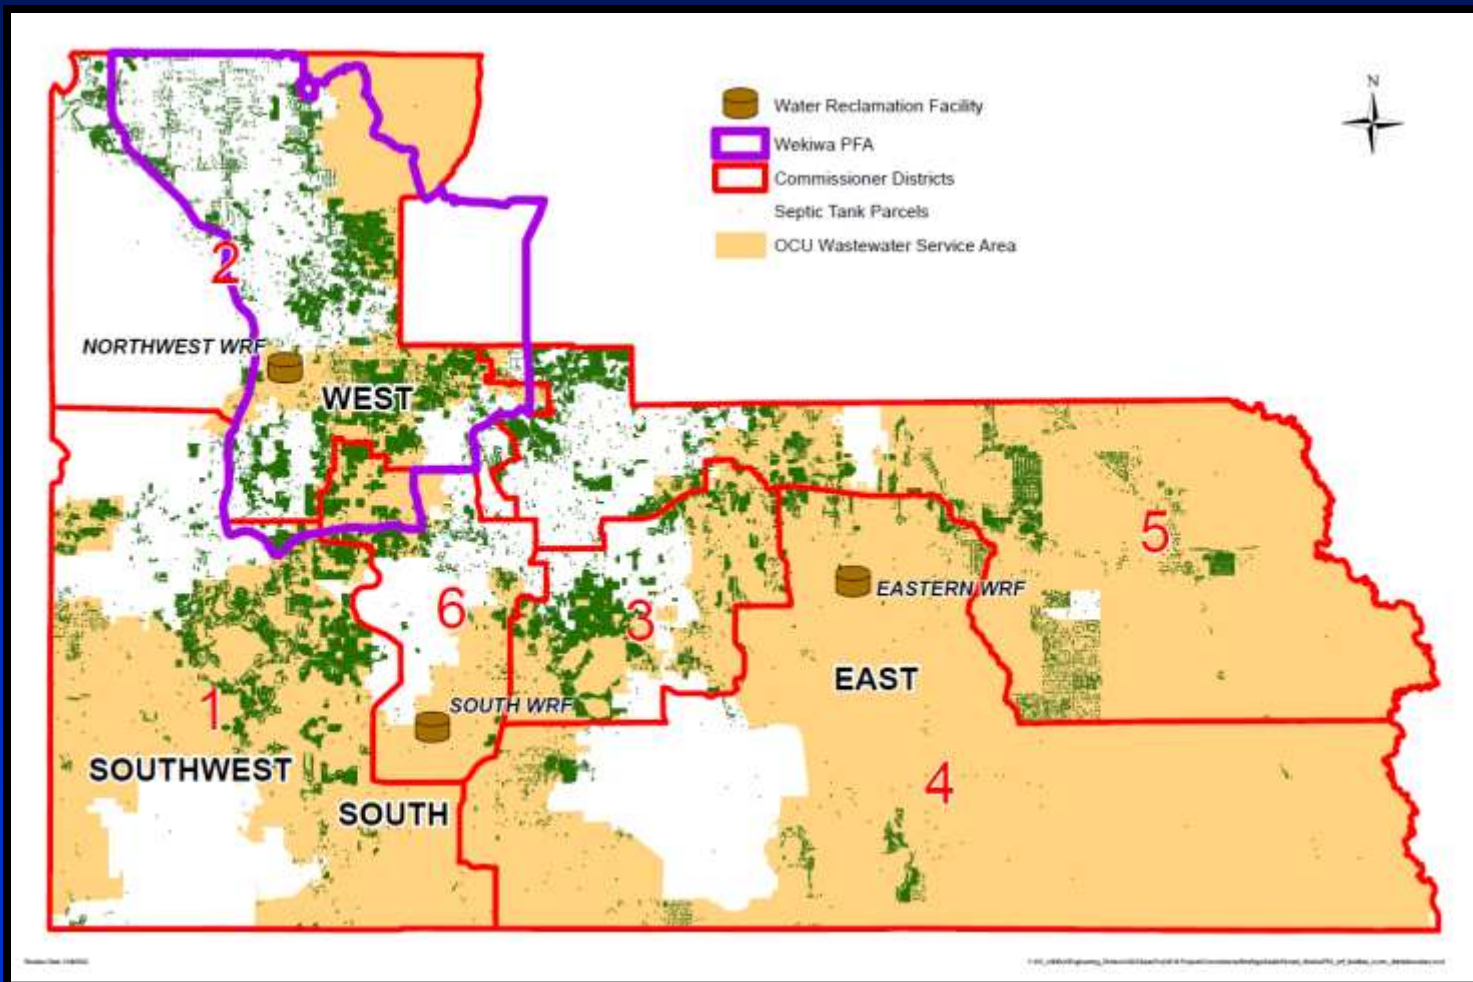 N
Water Reclamation Facility
Wekiwa PFA
Commissioner Districts
Septic Tank Parcels
OCU Wastewater Service Area
2
NORTHWEST WRF
WEST
5
EASTERN WRF
6
3
EAST
1
SOUTH WRF
SOUTHWEST
4
SOUTH